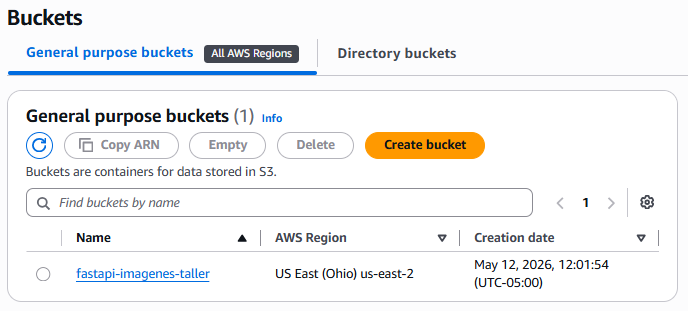 Buckets
General purpose buckets All AWS Regions Directory buckets
General purpose buckets (1) Info
Copy ARN Empty Delete Create bucket
Buckets are containers for data stored in S3.
Find buckets by name 1
Name AWS Region Creation date
fastapi-imagenes-taller US East (Ohio) us-east-2 May 12, 2026, 12:01:54
(UTC-05:00)